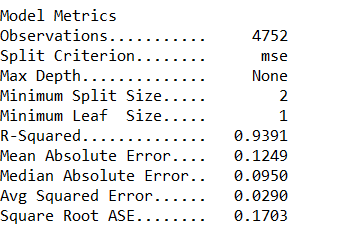 Model Metrics
Observations........... 4752
Split Criterion........ mse
Max Depth.............. None
Minimum Split Size..... 2
Minimum Leaf  Size..... 1
R-Squared.............. 0.9391
Mean Absolute Error.... 0.1249
Median Absolute Error.. 0.0950
Avg Squared Error...... 0.0290
Square Root ASE........ 0.1703